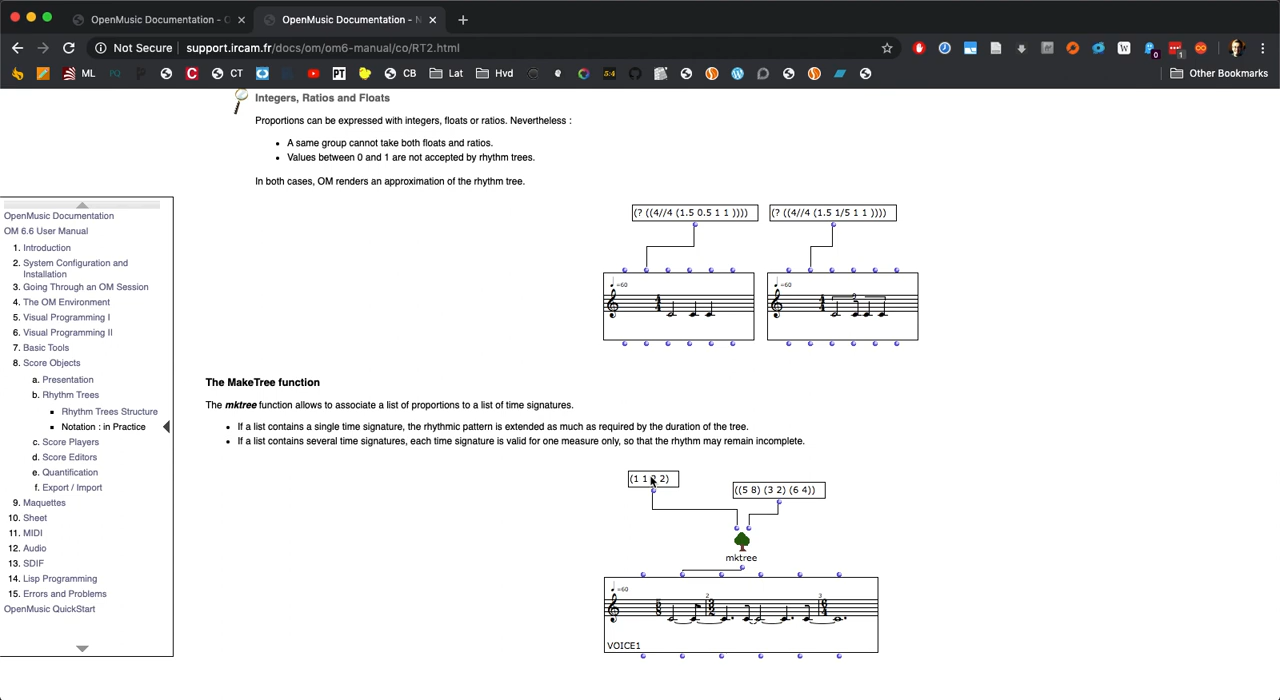 OpenMusic Documentation - O
OpenMusic Documentation - N
Not Secure | support.ircam.fr/docs/om/om6-manual/co/RT2.html
ML CT PT CB Lat Hvd 5:4 Other Bookmarks
Integers, Ratios and Floats
Proportions can be expressed with integers, floats or ratios. Nevertheless :
A same group cannot take both floats and ratios.
Values between 0 and 1 are not accepted by rhythm trees.
In both cases, OM renders an approximation of the rhythm tree.
(? ((4//4 (1.5 0.5 1 1 ))))
(? ((4//4 (1.5 1/5 1 1 ))))
=60
=60
The MakeTree function
The mktree function allows to associate a list of proportions to a list of time signatures.
If a list contains a single time signature, the rhythmic pattern is extended as much as required by the duration of the tree.
If a list contains several time signatures, each time signature is valid for one measure only, so that the rhythm may remain incomplete.
(1 1 2)
((5 8) (3 2) (6 4))
mktree
=60
2
3
VOICE1
OpenMusic Documentation
OM 6.6 User Manual
1. Introduction
2. System Configuration and
Installation
3. Going Through an OM Session
4. The OM Environment
5. Visual Programming I
6. Visual Programming II
7. Basic Tools
8. Score Objects
a. Presentation
b. Rhythm Trees
Rhythm Trees Structure
Notation : in Practice
c. Score Players
d. Score Editors
e. Quantification
f. Export / Import
9. Maquettes
10. Sheet
11. MIDI
12. Audio
13. SDIF
14. Lisp Programming
15. Errors and Problems
OpenMusic QuickStart